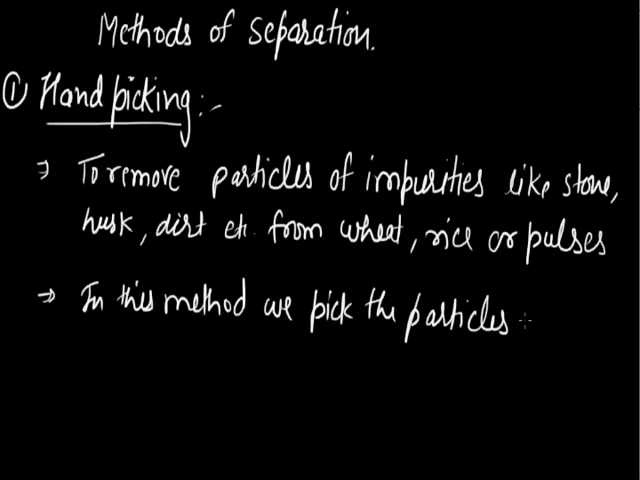 Methods of separation.
① Hand picking :-
⇒ To remove particles of impurities like stone,
husk, dirt etc. from wheat, rice or pulses
⇒ In this method we pick the particles